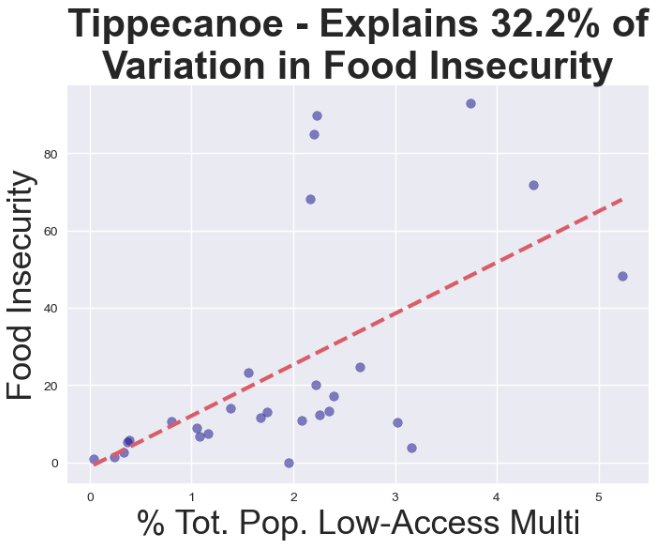 Tippecanoe - Explains 32.2% of
Variation in Food Insecurity
Food Insecurity
80
60
40
20
0
0 1 2 3 4 5
% Tot. Pop. Low-Access Multi